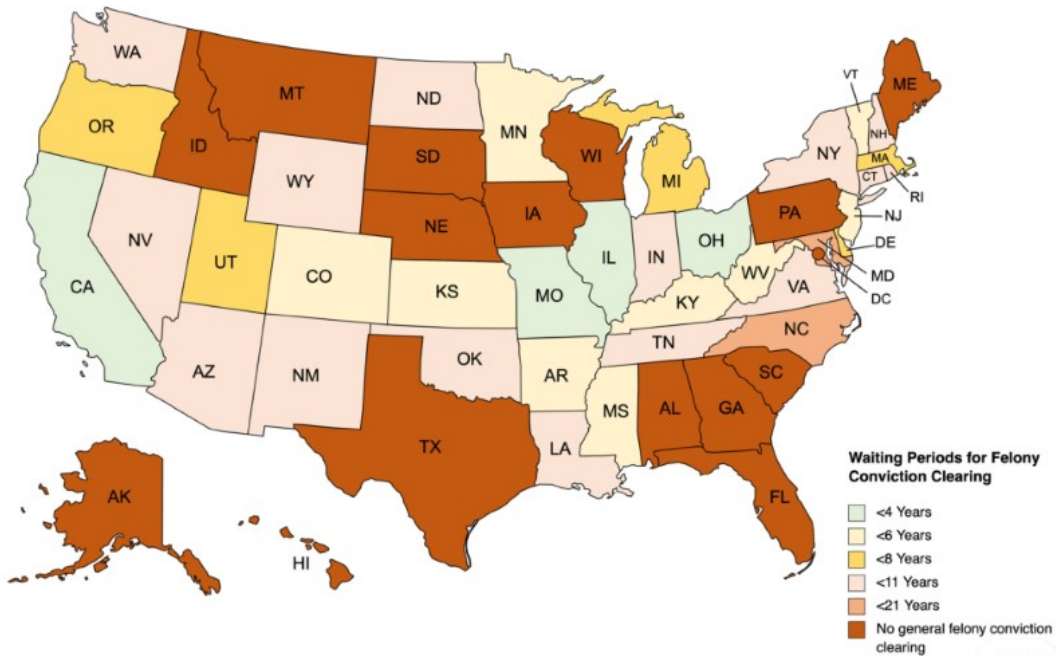 WA
MT
ND
MN
VT
ME
OR
ID
SD
WI
MI
NY
NH
MA
CT
RI
WY
IA
NE
PA
NJ
NV
UT
CO
IL
IN
OH
DE
MD
DC
CA
KS
MO
KY
WV
VA
AZ
NM
OK
AR
TN
NC
TX
LA
MS
AL
GA
SC
FL
AK
HI
Waiting Periods for Felony
Conviction Clearing
<4 Years
<6 Years
<8 Years
<11 Years
<21 Years
No general felony conviction
clearing